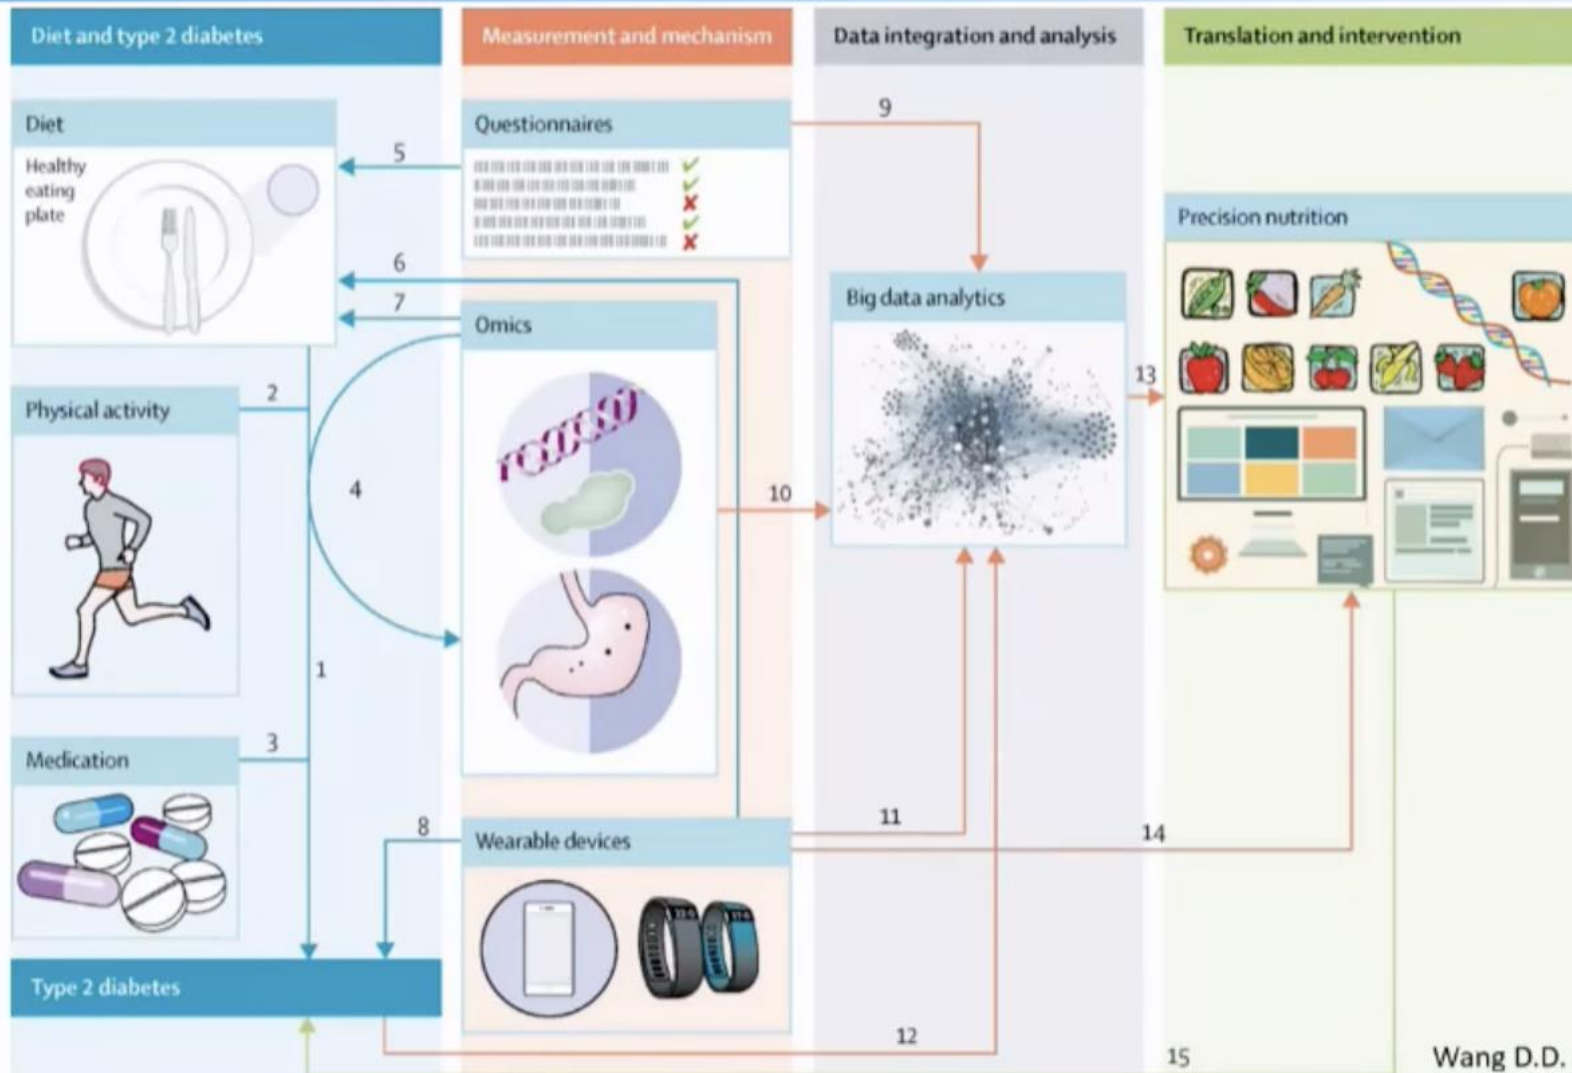 Diet and type 2 diabetes
Measurement and mechanism
Data integration and analysis
Translation and intervention
Diet
Healthy
eating
plate
5
6
7
Physical activity
2
4
1
Medication
3
8
Type 2 diabetes
Questionnaires
Omics
Wearable devices
9
10
11
12
Big data analytics
13
14
Precision nutrition
15
Wang D.D.